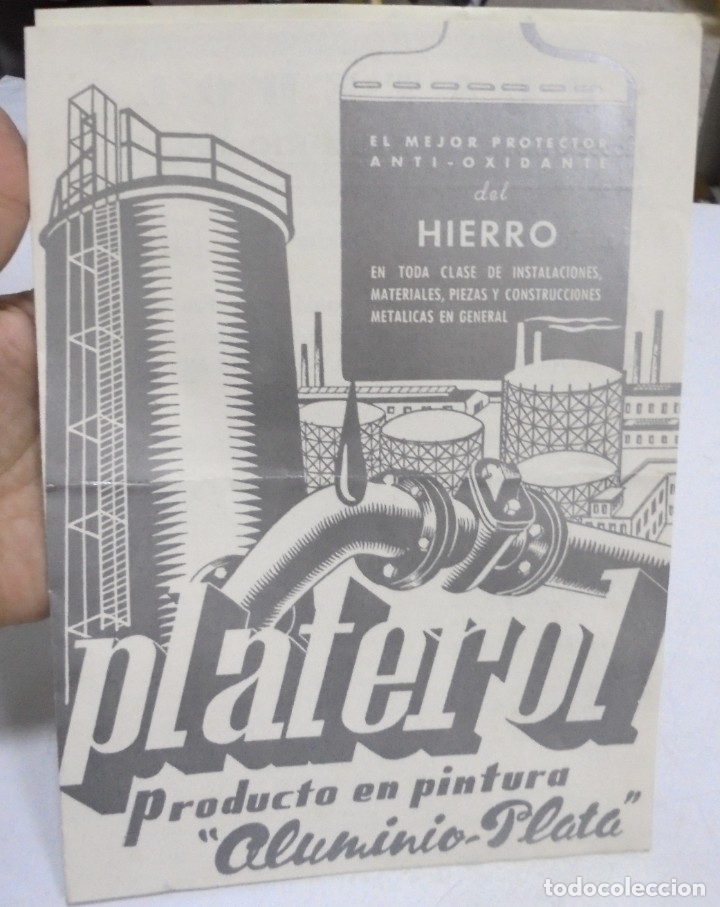 EL MEJOR PROTECTOR
ANTI-OXIDANTE
del
HIERRO
EN TODA CLASE DE INSTALACIONES,
MATERIALES, PIEZAS Y CONSTRUCCIONES
METALICAS EN GENERAL
platerol
Producto en pintura
"Aluminio-Plata"
todocoleccion.net